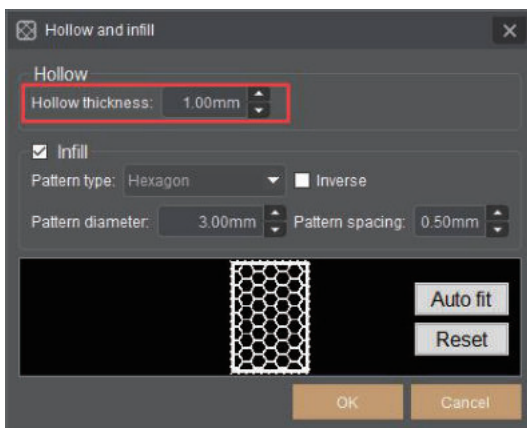 Hollow and infill
Hollow
Hollow thickness: 1.00mm
Infill
Pattern type: Hexagon Inverse
Pattern diameter: 3.00mm Pattern spacing: 0.50mm
Auto fit
Reset
OK Cancel